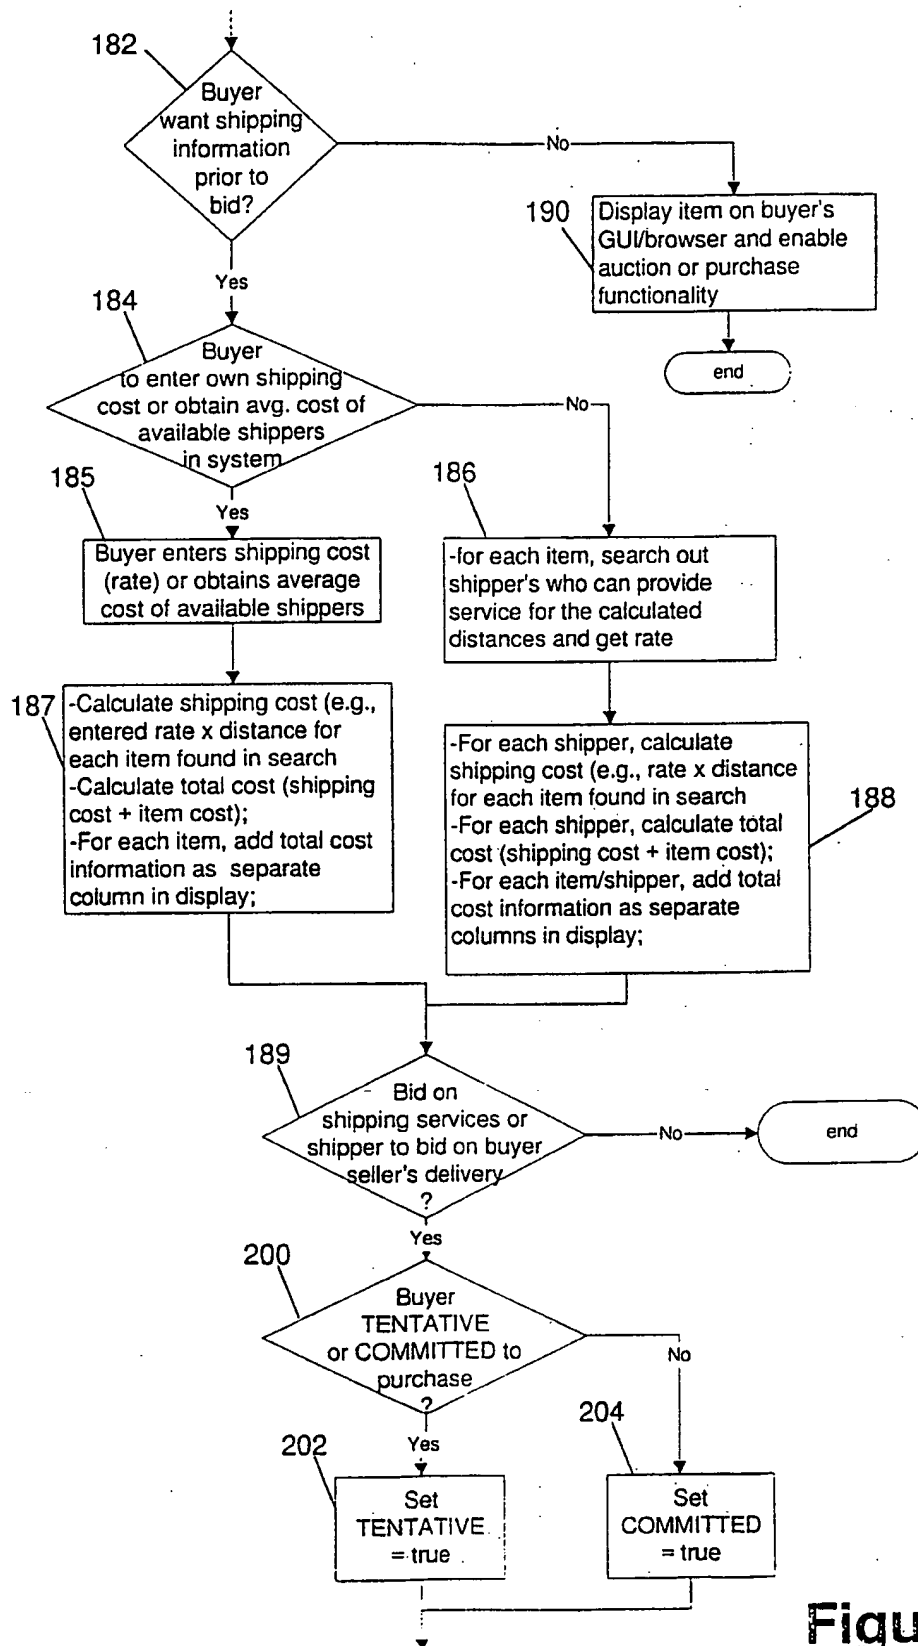 182
Buyer
want shipping
information
prior to
bid?
No
190
Display item on buyer's
GUI/browser and enable
auction or purchase
functionality
end
Yes
184
Buyer
to enter own shipping
cost or obtain avg. cost of
available shippers
in system
No
Yes
185
Buyer enters shipping cost
(rate) or obtains average
cost of available shippers
186
-for each item, search out
shipper's who can provide
service for the calculated
distances and get rate
187
-Calculate shipping cost (e.g.,
entered rate x distance for
each item found in search
-Calculate total cost (shipping
cost + item cost);
-For each item, add total cost
information as separate
column in display;
-For each shipper, calculate
shipping cost (e.g., rate x distance
for each item found in search
-For each shipper, calculate total
cost (shipping cost + item cost);
-For each item/shipper, add total
cost information as separate
columns in display;
188
189
Bid on
shipping services or
shipper to bid on buyer
seller's delivery
?
No
end
Yes
200
Buyer
TENTATIVE
or COMMITTED to
purchase
?
No
Yes
202
Set
TENTATIVE
= true
204
Set
COMMITTED
= true
Figu